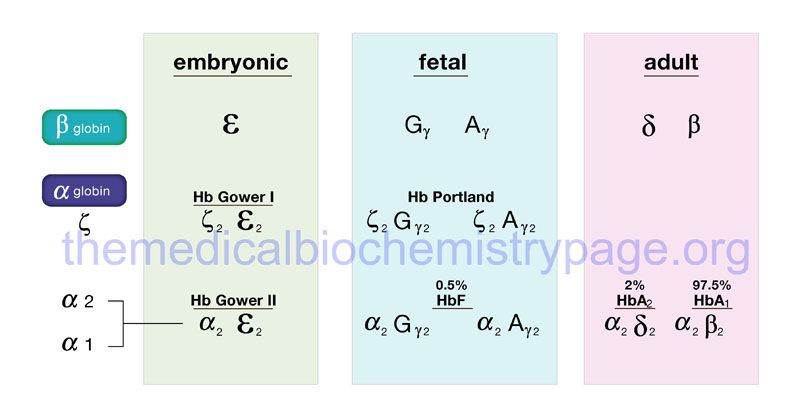 embryonic fetal adult
β globin ε Gγ Aγ δ β
α globin
Hb Gower I Hb Portland
ζ ζ2 ε2 ζ2 Gγ2 ζ2 Aγ2
themedicalbiochemistrypage.org
0.5% 2% 97.5%
α 2 Hb Gower II HbF HbA2 HbA1
α2 ε2 α2 Gγ2 α2 Aγ2 α2 δ2 α2 β2
α 1